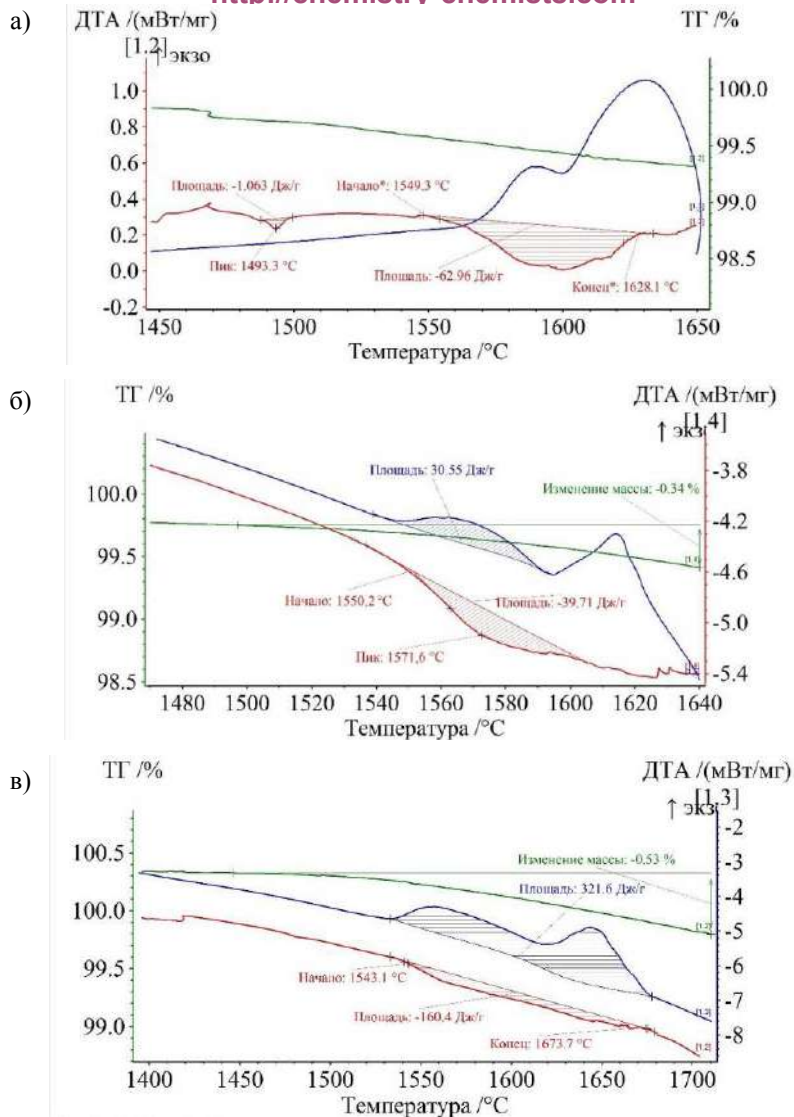 http://chemistry-chemists.com
а)
ДТА /(мВт/мг)
ТГ /%
[1.2]
↑ экзо
1.0
0.8
0.6
0.4
0.2
0.0
-0.2
100.0
99.5
99.0
98.5
Площадь: -1.063 Дж/г
Начало*: 1549.3 °C
Пик: 1493.3 °C
Площадь: -62.96 Дж/г
Конец*: 1628.1 °C
[1.2]
1450 1500 1550 1600 1650
Температура /°C
б)
ТГ /%
ДТА /(мВт/мг)
[1.4]
↑ экз
100.0
99.5
99.0
98.5
-3.8
-4.2
-4.6
-5.0
-5.4
Площадь: 30.55 Дж/г
Изменение массы: -0.34 %
Начало: 1550,2 °C
Площадь: -39.71 Дж/г
Пик: 1571,6 °C
1480 1500 1520 1540 1560 1580 1600 1620 1640
Температура /°C
в)
ТГ /%
ДТА /(мВт/мг)
[1.3]
↑ экз
100.5
100.0
99.5
99.0
-2
-3
-4
-5
-6
-7
-8
Изменение массы: -0.53 %
Площадь: 321.6 Дж/г
Начало: 1543.1 °C
Площадь: -160.4 Дж/г
Конец: 1673.7 °C
[1.2]
1400 1450 1500 1550 1600 1650 1700
Температура /°C